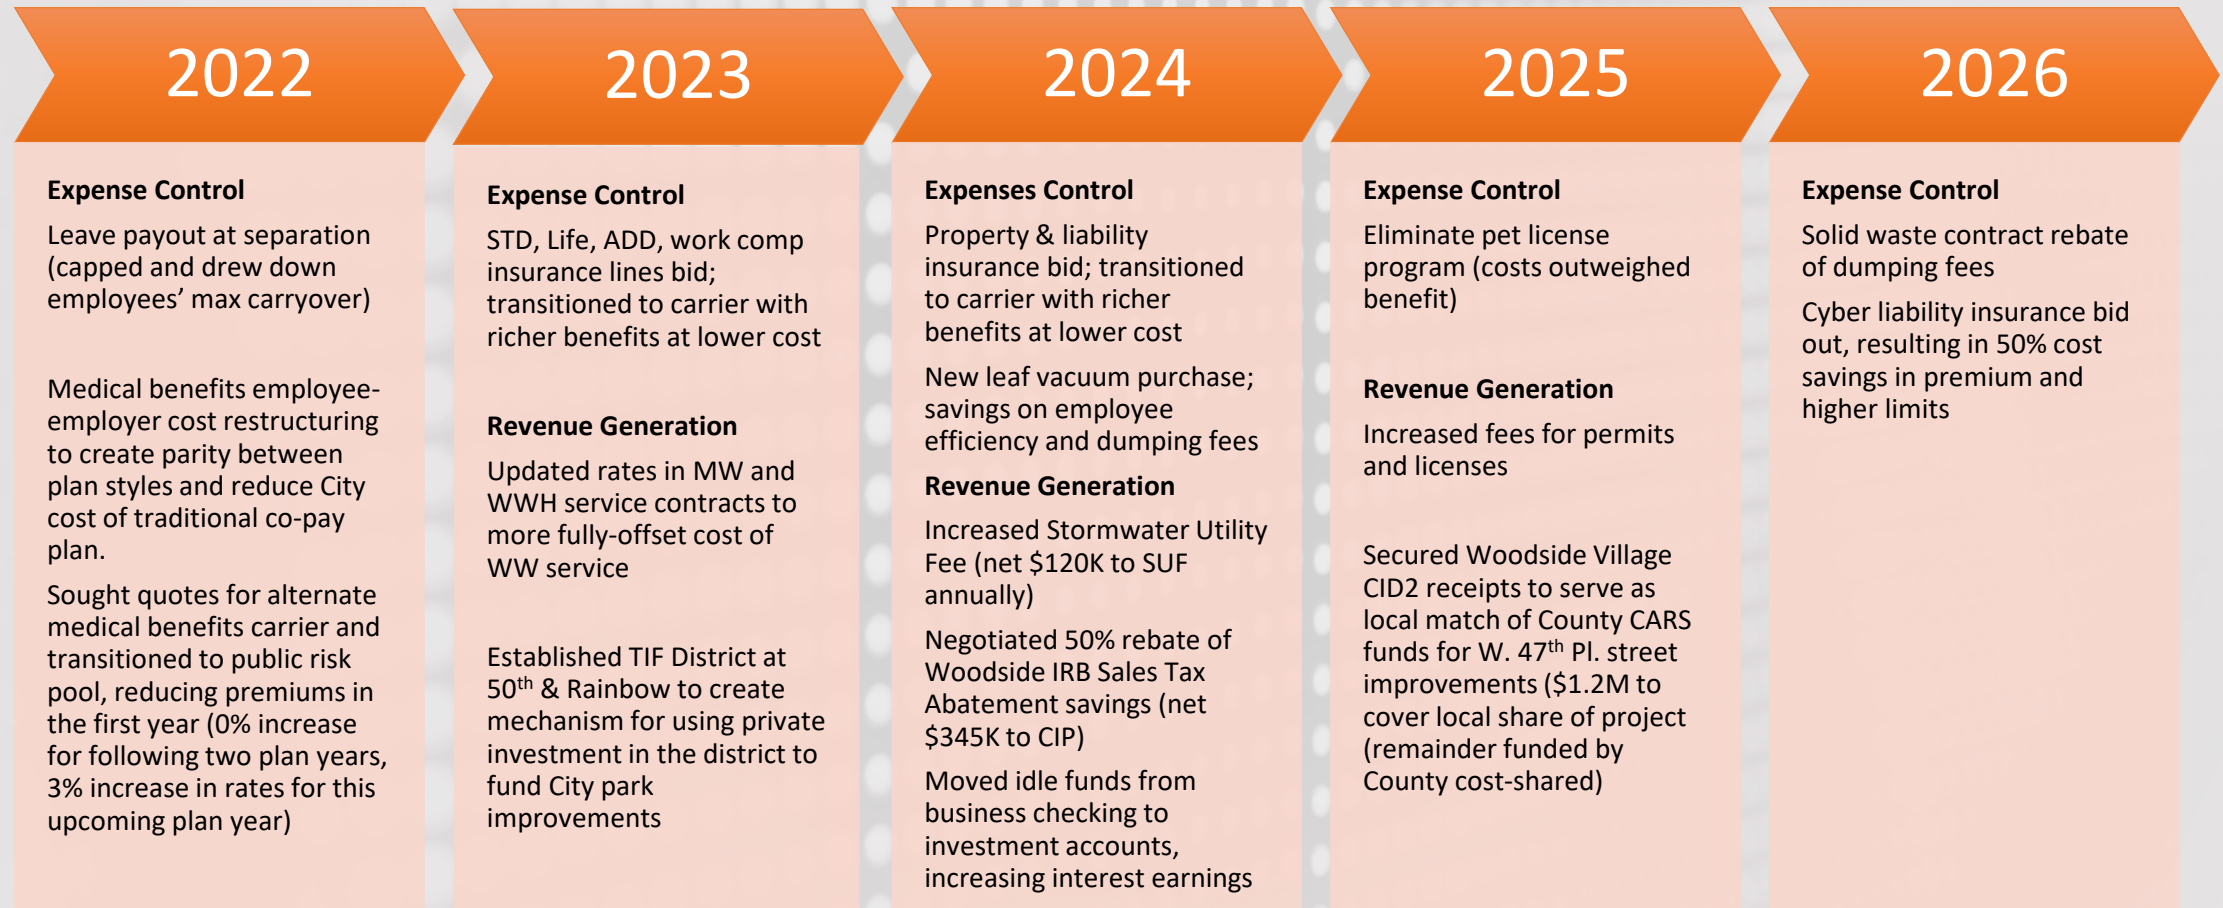 2022
Expense Control
Leave payout at separation
(capped and drew down
employees’ max carryover)
Medical benefits employee-
employer cost restructuring
to create parity between
plan styles and reduce City
cost of traditional co-pay
plan.
Sought quotes for alternate
medical benefits carrier and
transitioned to public risk
pool, reducing premiums in
the first year (0% increase
for following two plan years,
3% increase in rates for this
upcoming plan year)
2023
Expense Control
STD, Life, ADD, work comp
insurance lines bid;
transitioned to carrier with
richer benefits at lower cost
Revenue Generation
Updated rates in MW and
WWH service contracts to
more fully-offset cost of
WW service
Established TIF District at
50th & Rainbow to create
mechanism for using private
investment in the district to
fund City park
improvements
2024
Expenses Control
Property & liability
insurance bid; transitioned
to carrier with richer
benefits at lower cost
New leaf vacuum purchase;
savings on employee
efficiency and dumping fees
Revenue Generation
Increased Stormwater Utility
Fee (net $120K to SUF
annually)
Negotiated 50% rebate of
Woodside IRB Sales Tax
Abatement savings (net
$345K to CIP)
Moved idle funds from
business checking to
investment accounts,
increasing interest earnings
2025
Expense Control
Eliminate pet license
program (costs outweighed
benefit)
Revenue Generation
Increased fees for permits
and licenses
Secured Woodside Village
CID2 receipts to serve as
local match of County CARS
funds for W. 47th Pl. street
improvements ($1.2M to
cover local share of project
(remainder funded by
County cost-shared)
2026
Expense Control
Solid waste contract rebate
of dumping fees
Cyber liability insurance bid
out, resulting in 50% cost
savings in premium and
higher limits